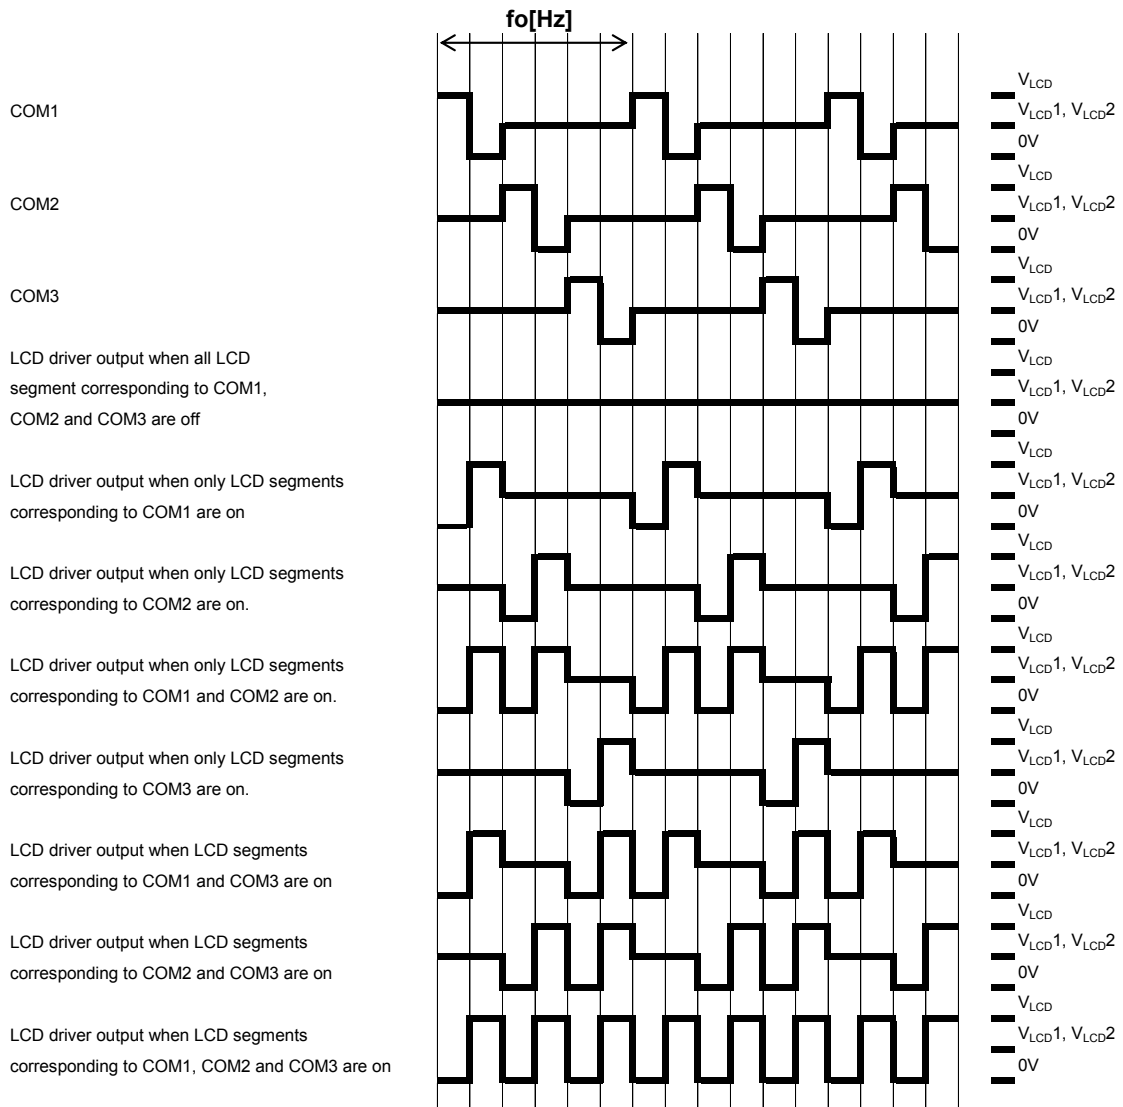 fo[Hz]
COM1
VLCD
VLCD1, VLCD2
0V
COM2
VLCD
VLCD1, VLCD2
0V
COM3
VLCD
VLCD1, VLCD2
0V
LCD driver output when all LCD
segment corresponding to COM1,
COM2 and COM3 are off
VLCD
VLCD1, VLCD2
0V
LCD driver output when only LCD segments
corresponding to COM1 are on
VLCD
VLCD1, VLCD2
0V
LCD driver output when only LCD segments
corresponding to COM2 are on.
VLCD
VLCD1, VLCD2
0V
LCD driver output when only LCD segments
corresponding to COM1 and COM2 are on.
VLCD
VLCD1, VLCD2
0V
LCD driver output when only LCD segments
corresponding to COM3 are on.
VLCD
VLCD1, VLCD2
0V
LCD driver output when LCD segments
corresponding to COM1 and COM3 are on
VLCD
VLCD1, VLCD2
0V
LCD driver output when LCD segments
corresponding to COM2 and COM3 are on
VLCD
VLCD1, VLCD2
0V
LCD driver output when LCD segments
corresponding to COM1, COM2 and COM3 are on
VLCD
VLCD1, VLCD2
0V